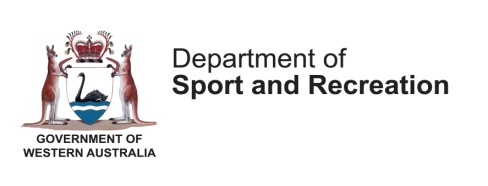 Department of
Sport and Recreation
GOVERNMENT OF
WESTERN AUSTRALIA